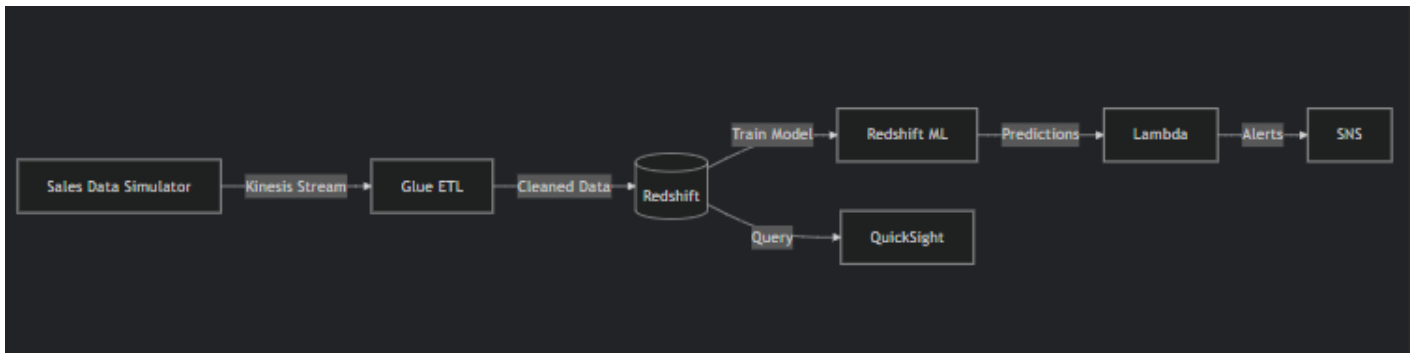 Sales Data Simulator
Kinesis Stream
Glue ETL
Cleaned Data
Redshift
Train Model
Redshift ML
Predictions
Lambda
Alerts
SNS
Query
QuickSight